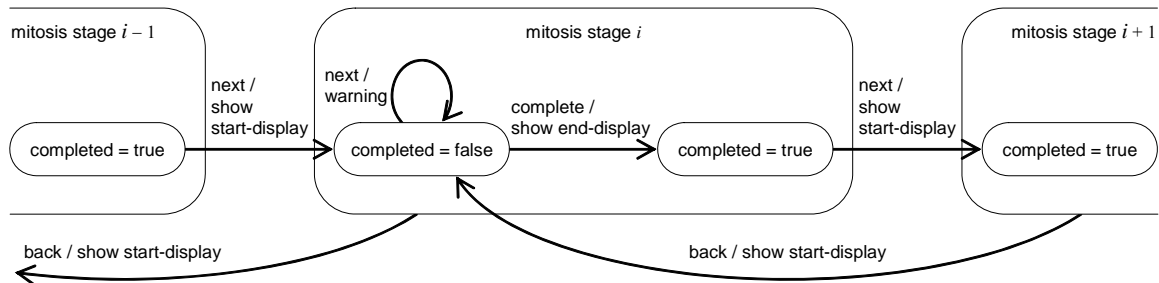 mitosis stage i – 1
mitosis stage i
mitosis stage i + 1
next /
show
start-display
next /
warning
complete /
show end-display
next /
show
start-display
completed = true
completed = false
completed = true
completed = true
back / show start-display
back / show start-display